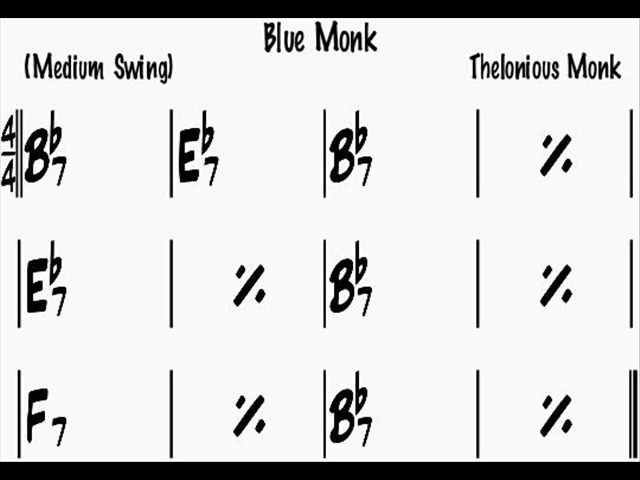 Blue Monk
(Medium Swing) Thelonious Monk
4/4 B♭7 E♭7 B♭7 %
E♭7 % B♭7 %
F7 % B♭7 %